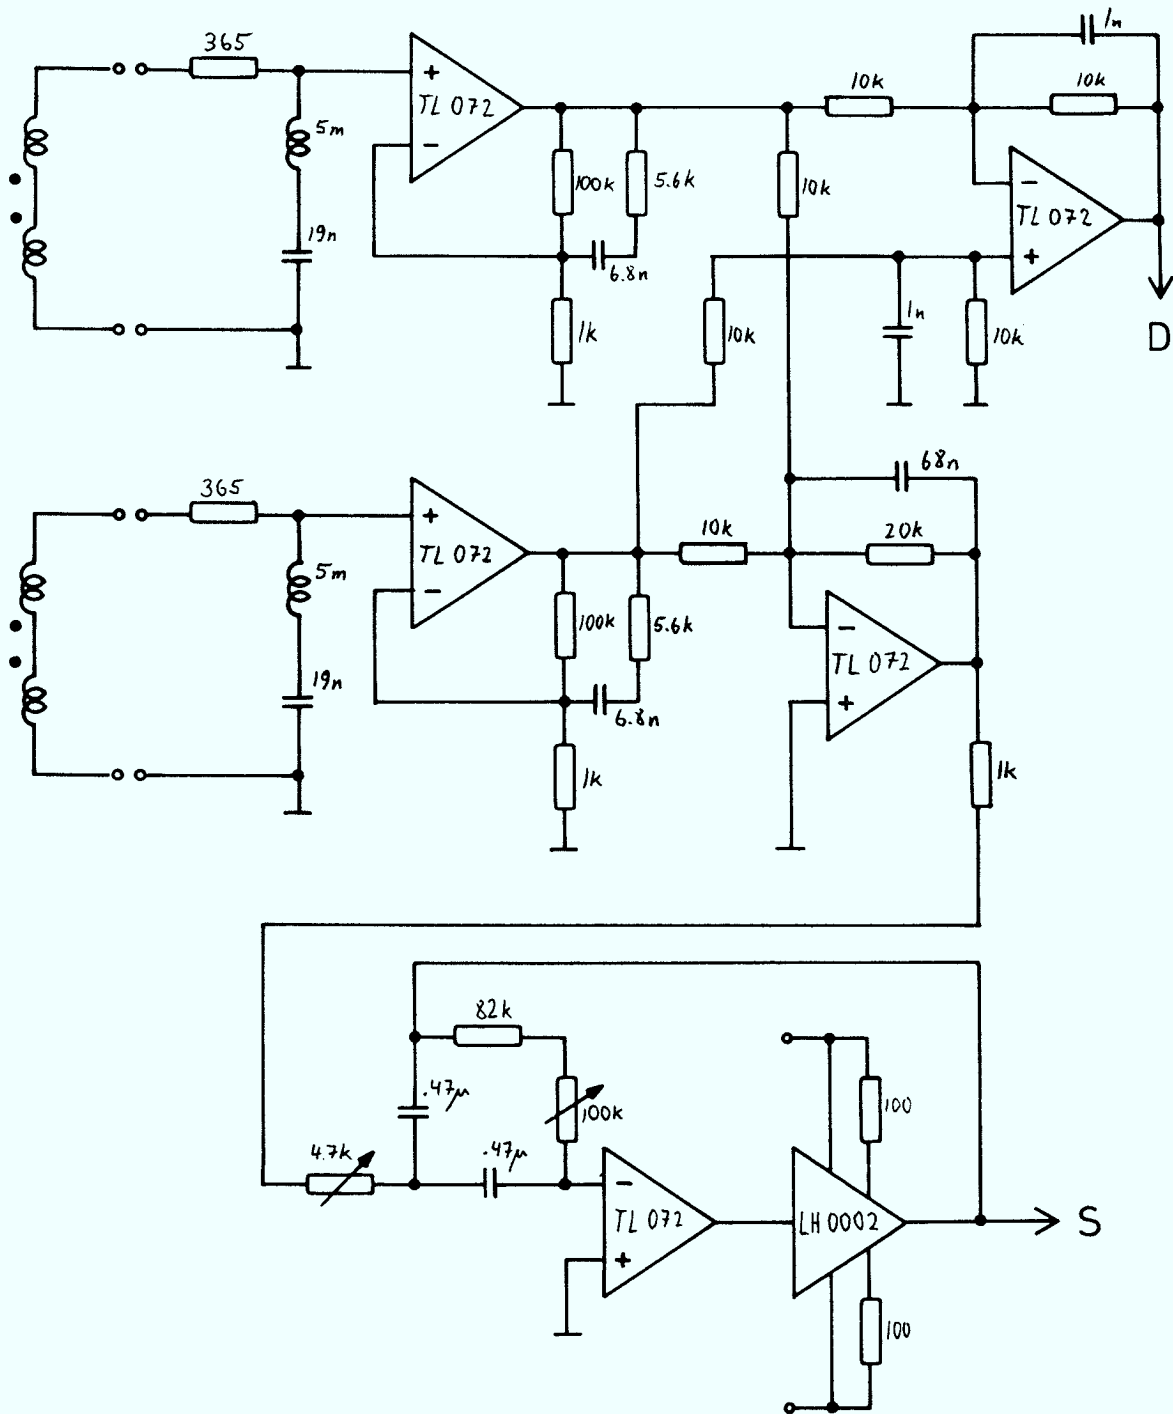 1n
365
10k
10k
+
TL 072
5m
-
100k
5.6k
10k
-
TL 072
19n
6.8n
+
1n
1k
10k
10k
D
68n
365
+
10k
20k
TL 072
5m
-
100k
5.6k
-
TL 072
19n
6.8n
+
1k
1k
82k
.47μ
100k
100
4.7k
.47μ
-
TL 072
LH 0002
S
+
100